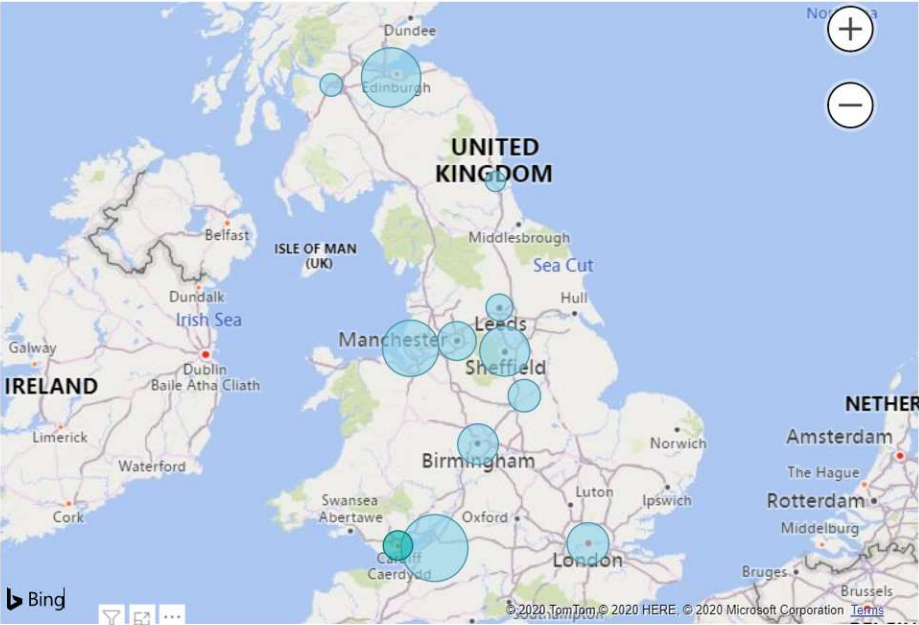 Dundee
Edinburgh
UNITED
KINGDOM
Belfast
ISLE OF MAN
(UK)
Middlesbrough
Sea Cut
Dundalk
Irish Sea
Hull
Leeds
Manchester
Galway
Sheffield
Dublin
Baile Atha Cliath
IRELAND
NETHER
Limerick
Norwich
Amsterdam
Birmingham
Waterford
The Hague
Swansea
Abertawe
Luton
Ipswich
Rotterdam
Cork
Oxford
Middelburg
Cardiff
Caerdydd
London
Bruges
Brussels
Bing
© 2020 TomTom © 2020 HERE, © 2020 Microsoft Corporation Terms
Southampton